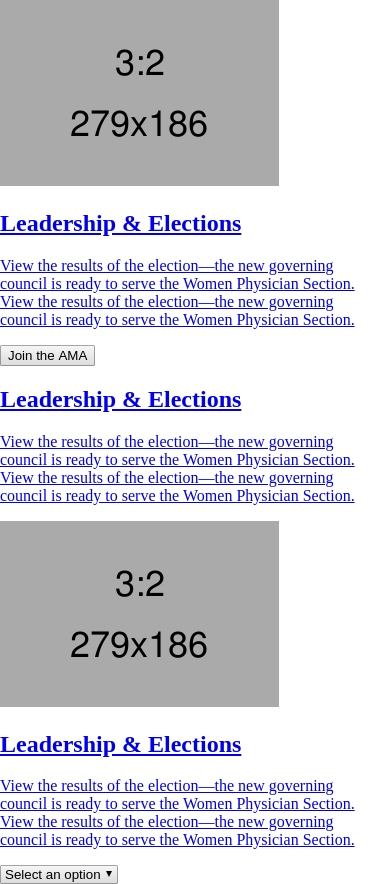 3:2
279x186
Leadership & Elections
View the results of the election—the new governing
council is ready to serve the Women Physician Section.
View the results of the election—the new governing
council is ready to serve the Women Physician Section.
Join the AMA
Leadership & Elections
View the results of the election—the new governing
council is ready to serve the Women Physician Section.
View the results of the election—the new governing
council is ready to serve the Women Physician Section.
3:2
279x186
Leadership & Elections
View the results of the election—the new governing
council is ready to serve the Women Physician Section.
View the results of the election—the new governing
council is ready to serve the Women Physician Section.
Select an option